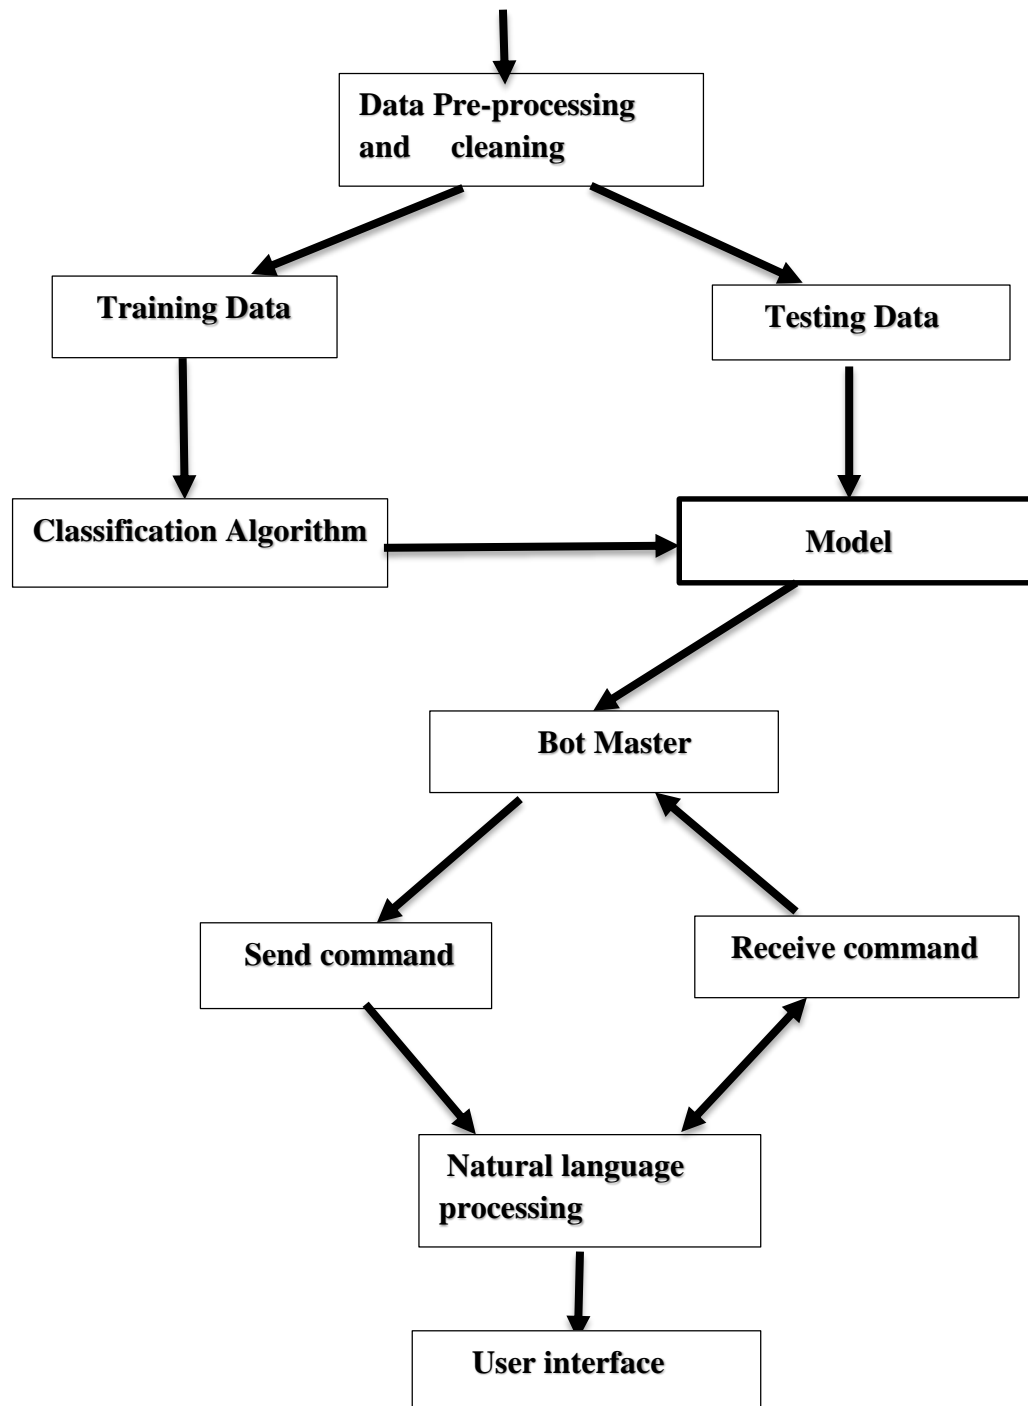 Data Pre-processing
and cleaning
Training Data
Testing Data
Classification Algorithm
Model
Bot Master
Send command
Receive command
Natural language
processing
User interface